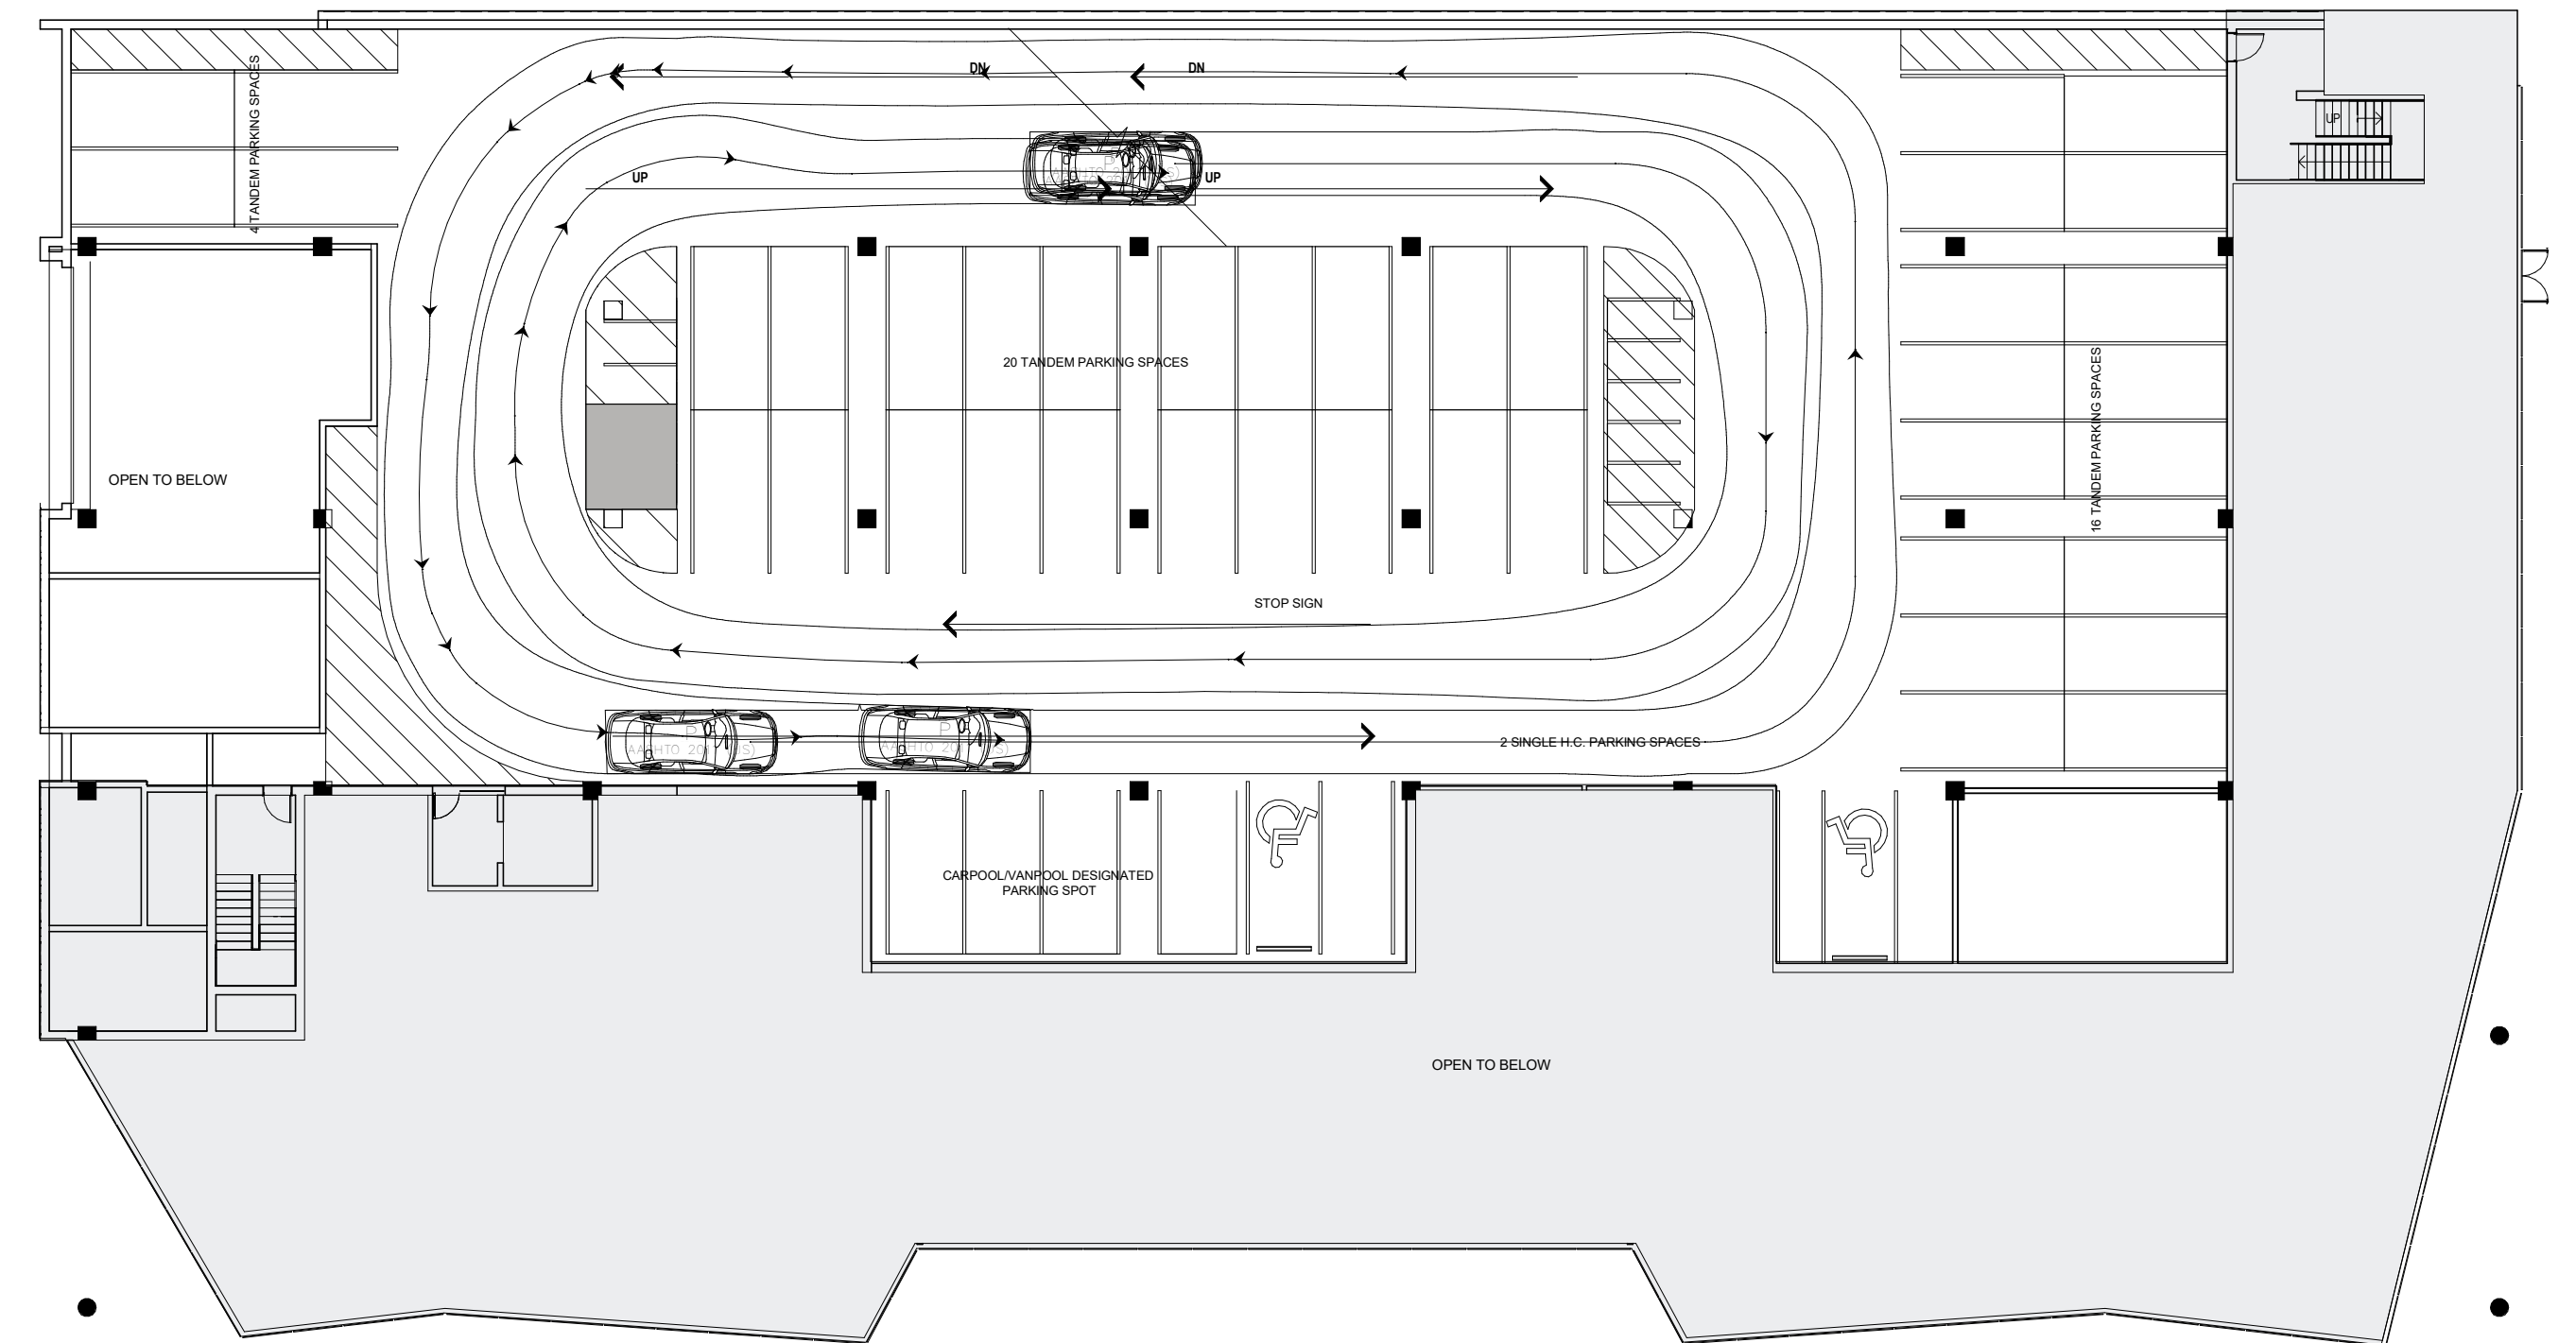 DN
DN
4 TANDEM PARKING SPACES
UP
UP
UP
20 TANDEM PARKING SPACES
16 TANDEM PARKING SPACES
OPEN TO BELOW
STOP SIGN
P
P
2 SINGLE H.C. PARKING SPACES
CARPOOL/VANPOOL DESIGNATED
PARKING SPOT
OPEN TO BELOW